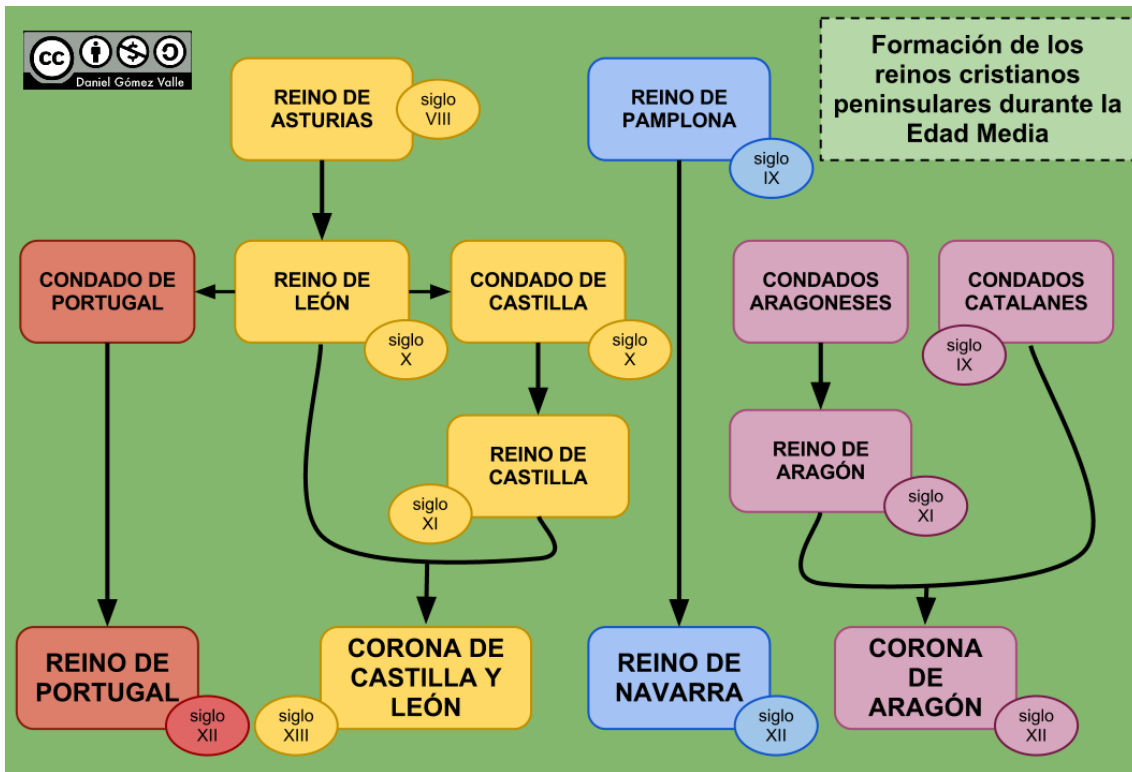 cc
Daniel Gómez Valle
Formación de los
reinos cristianos
peninsulares durante la
Edad Media
REINO DE
ASTURIAS
siglo
VIII
REINO DE
PAMPLONA
siglo
IX
CONDADO DE
PORTUGAL
REINO DE
LEÓN
siglo
X
CONDADO DE
CASTILLA
siglo
X
CONDADOS
ARAGONESES
CONDADOS
CATALANES
siglo
IX
REINO DE
CASTILLA
siglo
XI
REINO DE
ARAGÓN
siglo
XI
REINO DE
PORTUGAL
siglo
XII
CORONA DE
CASTILLA Y
LEÓN
siglo
XIII
REINO DE
NAVARRA
siglo
XII
CORONA
DE
ARAGÓN
siglo
XII